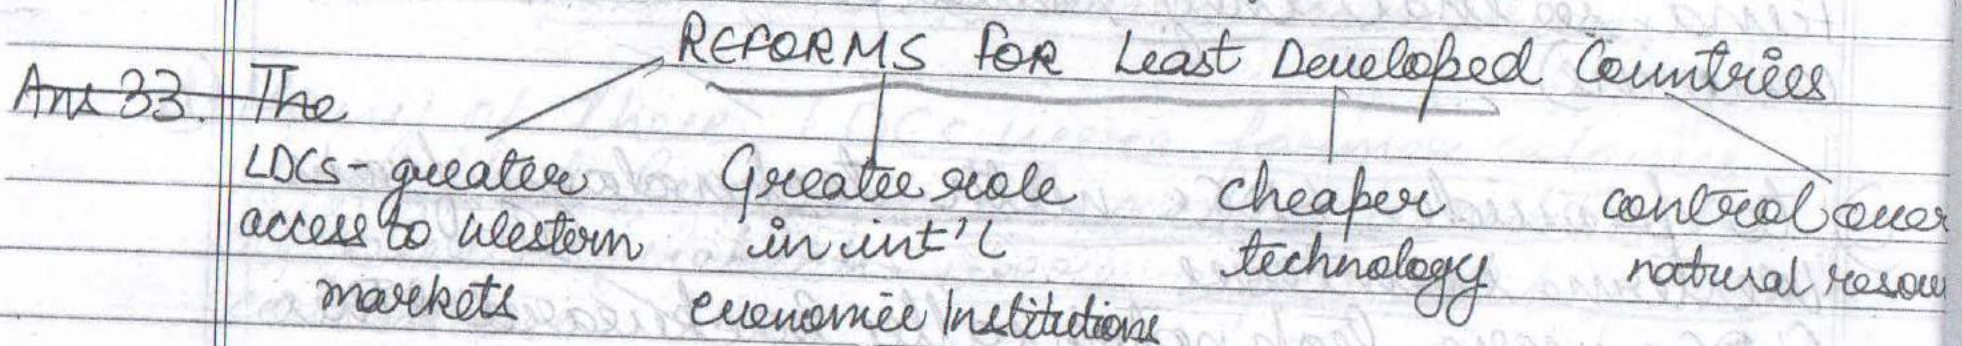 REFORMS FOR Least Developed Countries
Ans 33. The
LDCs - greater Greater role cheaper control over
access to Western in int'l technology natural
markets economic Institutions